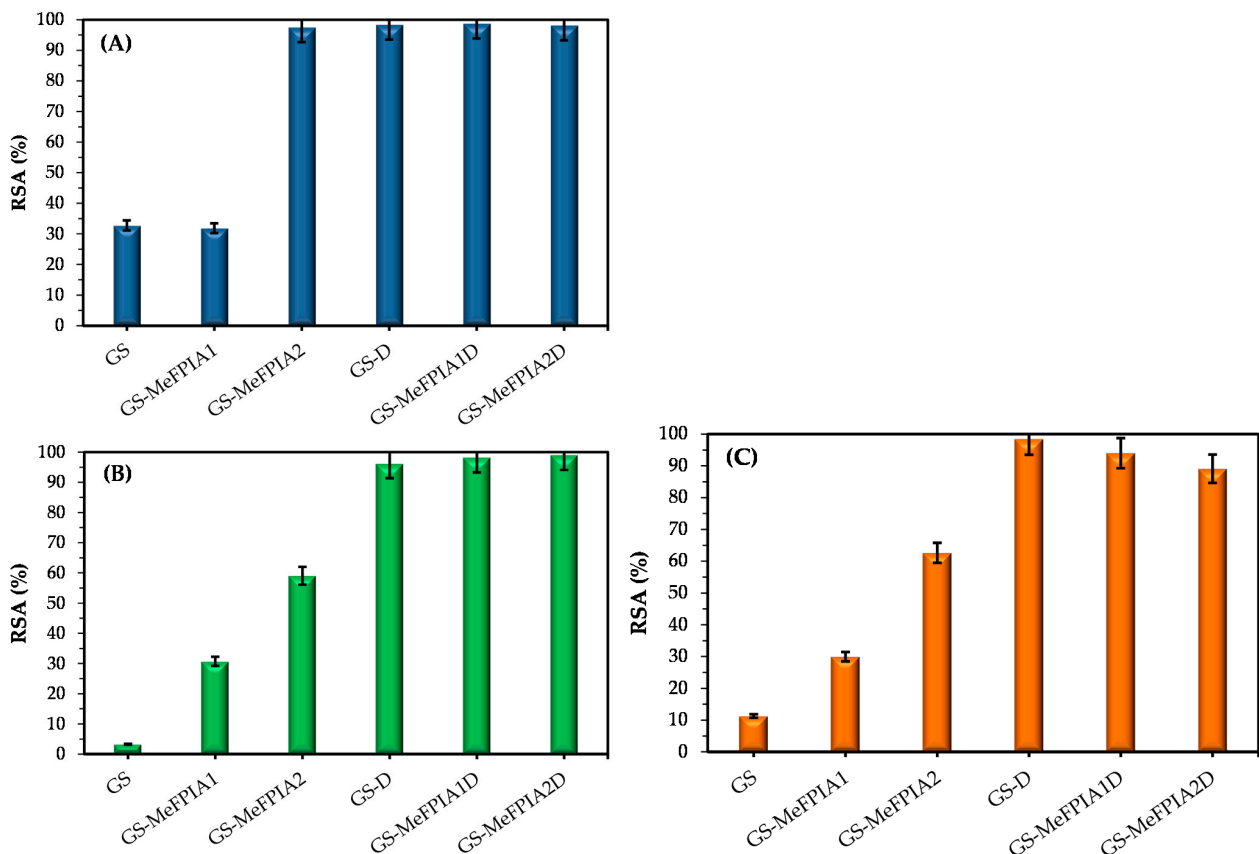 (A)
RSA (%)
100
90
80
70
60
50
40
30
20
10
0
GS
GS-MeFPIA1
GS-MeFPIA2
GS-D
GS-MeFPIA1D
GS-MeFPIA2D
(B)
RSA (%)
100
90
80
70
60
50
40
30
20
10
0
GS
GS-MeFPIA1
GS-MeFPIA2
GS-D
GS-MeFPIA1D
GS-MeFPIA2D
(C)
RSA (%)
100
90
80
70
60
50
40
30
20
10
0
GS
GS-MeFPIA1
GS-MeFPIA2
GS-D
GS-MeFPIA1D
GS-MeFPIA2D